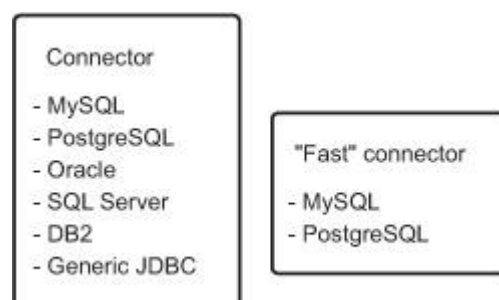 Connector
- MySQL
- PostgreSQL
- Oracle
- SQL Server
- DB2
- Generic JDBC
"Fast" connector
- MySQL
- PostgreSQL